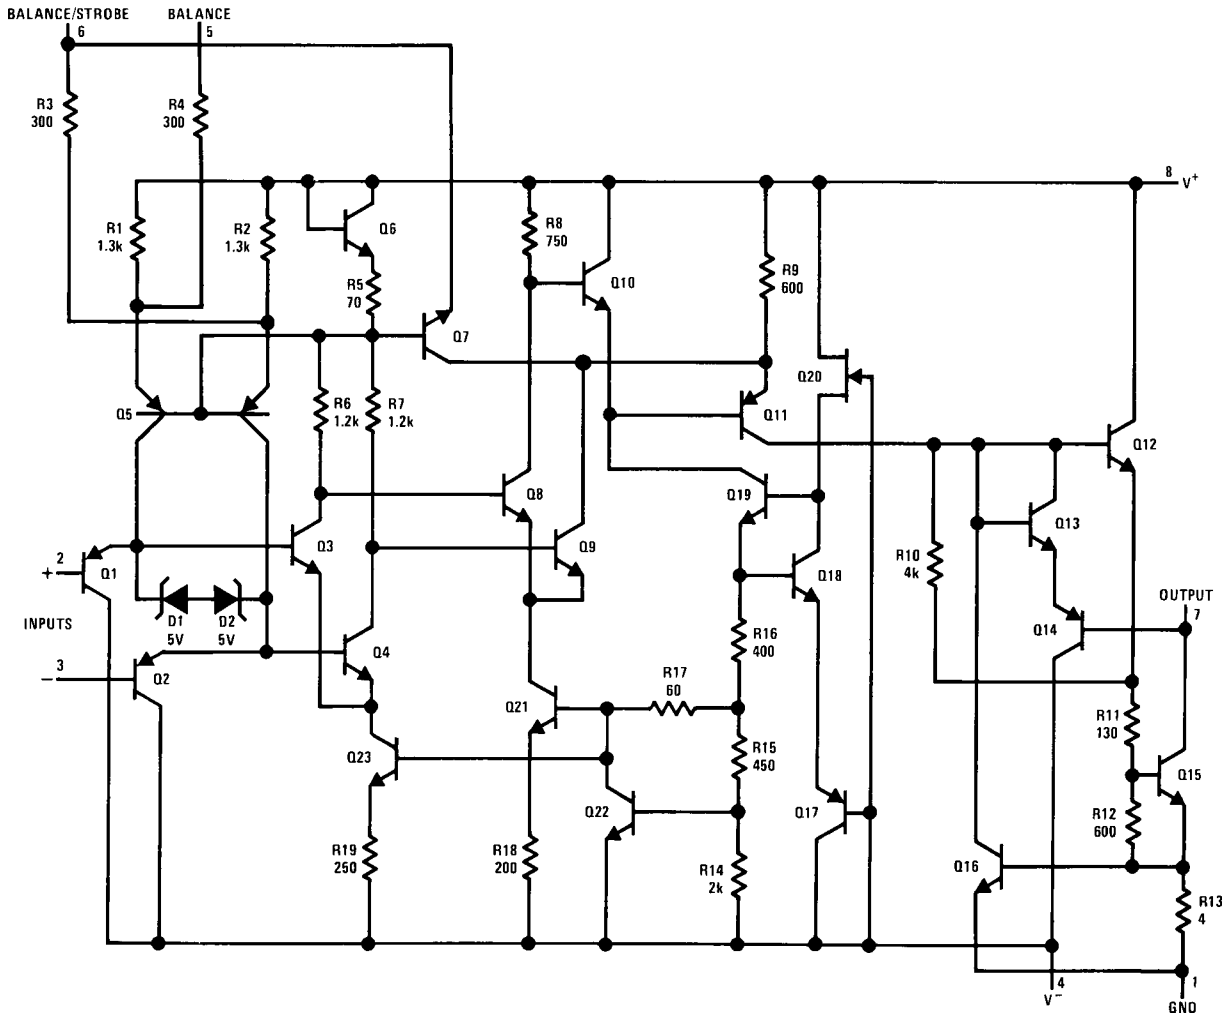 BALANCE/STROBE
6
BALANCE
5
R3
300
R4
300
8
V+
R1
1.3k
R2
1.3k
Q6
R5
70
R8
750
Q10
R9
600
Q7
Q20
Q5
R6
1.2k
R7
1.2k
Q11
Q12
Q8
Q19
Q13
Q3
Q9
R10
4k
2
+
Q1
Q18
INPUTS
D1
5V
D2
5V
OUTPUT
7
Q14
3
−
Q2
Q4
R16
400
R17
60
Q21
R11
130
Q23
R15
450
Q15
Q22
Q17
R12
600
R19
250
R18
200
R14
2k
Q16
R13
4
4
V−
1
GND